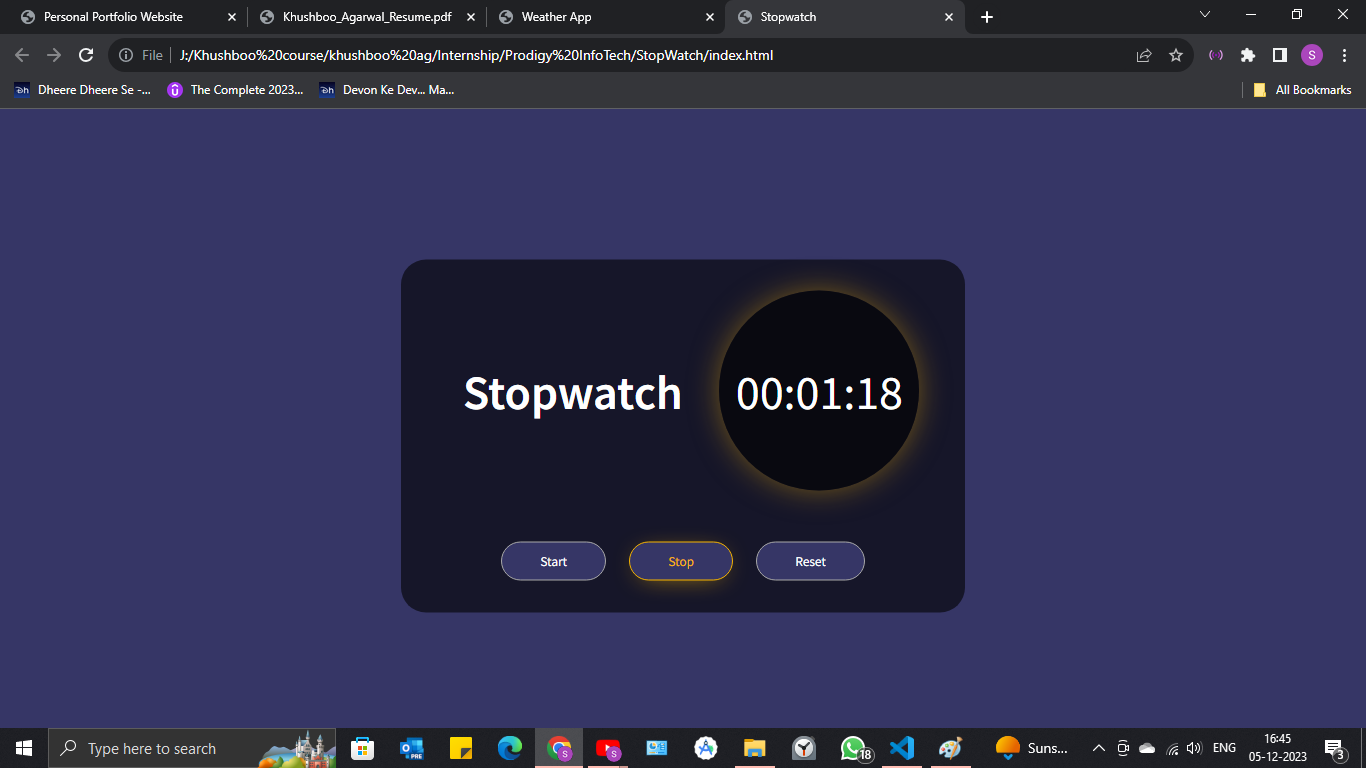 Personal Portfolio Website
Khushboo_Agarwal_Resume.pdf
Weather App
Stopwatch
File
J:/Khushboo%20course/khushboo%20ag/Internship/Prodigy%20InfoTech/StopWatch/index.html
S
Dheere Dheere Se -...
The Complete 2023...
Devon Ke Dev... Ma...
All Bookmarks
Stopwatch
00:01:18
Start
Stop
Reset
Type here to search
PRE
S
S
18
Suns...
ENG
16:45
05-12-2023
3